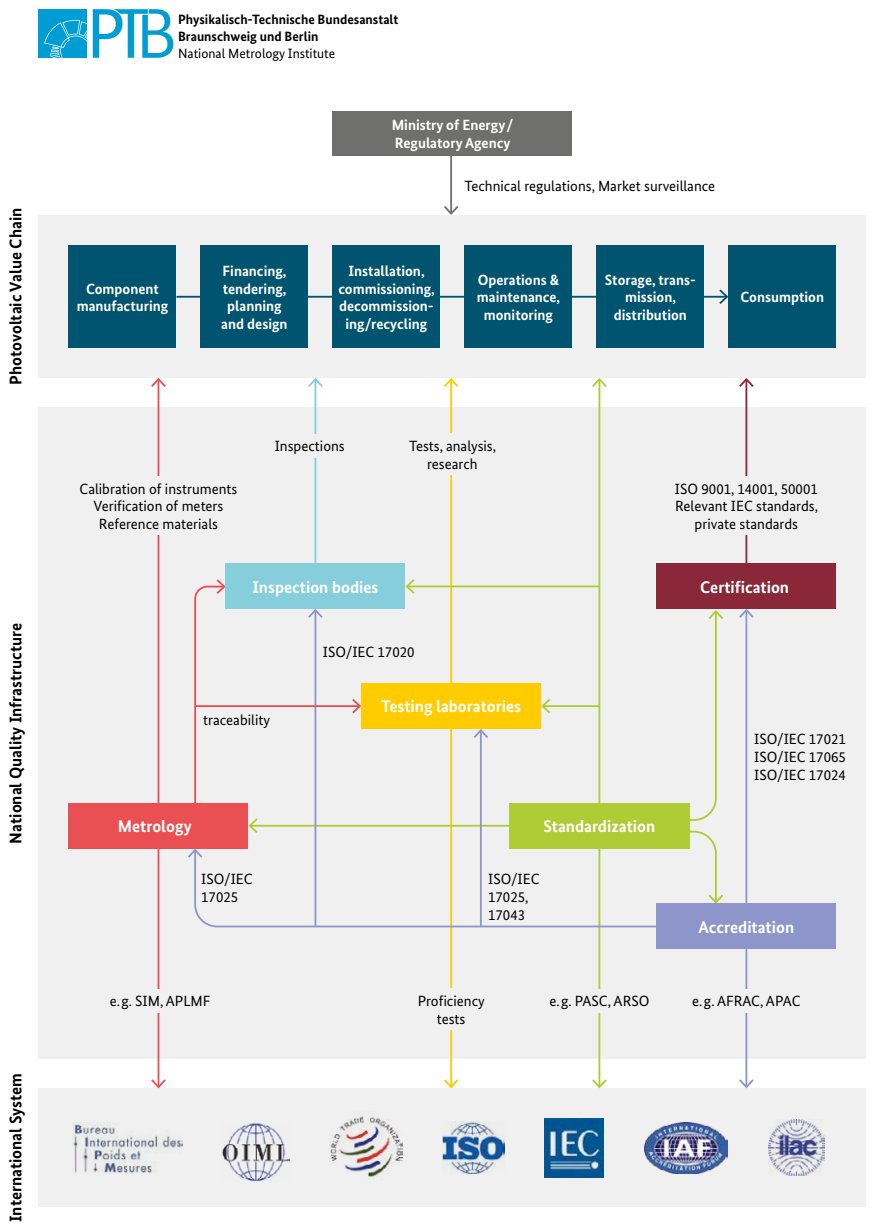 PTB
Physikalisch-Technische Bundesanstalt
Braunschweig und Berlin
National Metrology Institute
Ministry of Energy/
Regulatory Agency
Technical regulations, Market surveillance
Photovoltaic Value Chain
Component
manufacturing
Financing,
tendering,
planning
and design
Installation,
commissioning,
decommission-
ing/recycling
Operations &
maintenance,
monitoring
Storage, trans-
mission,
distribution
Consumption
National Quality Infrastructure
Calibration of instruments
Verification of meters
Reference materials
Inspections
Tests, analysis,
research
ISO 9001, 14001, 50001
Relevant IEC standards,
private standards
Inspection bodies
Certification
ISO/IEC 17020
Testing laboratories
traceability
ISO/IEC 17021
ISO/IEC 17065
ISO/IEC 17024
Metrology
Standardization
ISO/IEC
17025
ISO/IEC
17025,
17043
Accreditation
e.g. SIM, APLMF
Proficiency
tests
e.g. PASC, ARSO
e.g. AFRAC, APAC
International System
Bureau
International des
Poids et
Mesures
OIML
WORLD TRADE ORGANIZATION
ISO
IEC
INTERNATIONAL
IAF
ACCREDITATION FORUM
ilac